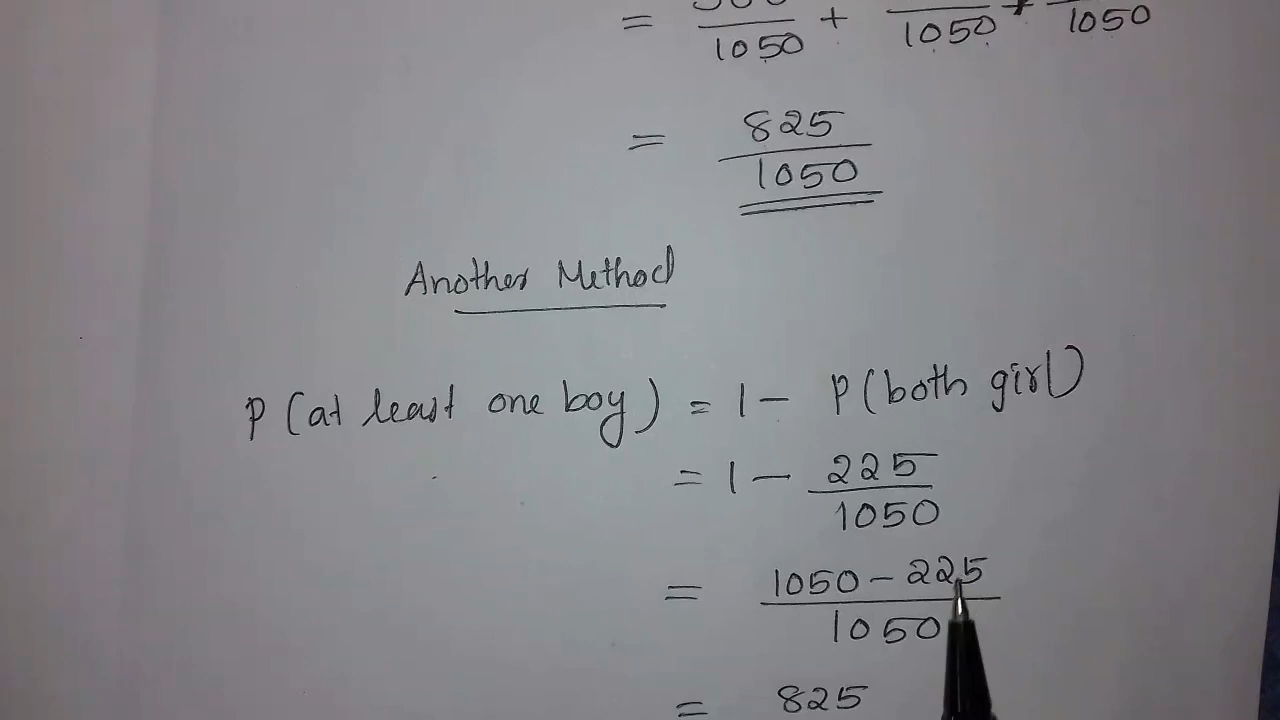 = /1050 + /1050 + /1050
= 825/1050
Another Method
P (at least one boy) = 1 - P(both girl)
= 1 - 225/1050
= 1050 - 225/1050
= 825